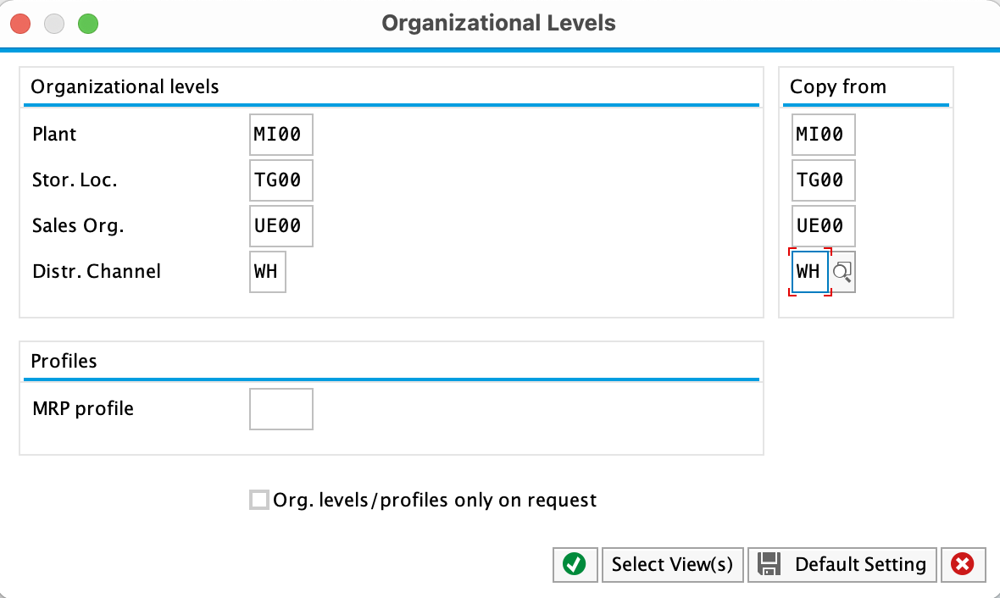 Organizational Levels
Organizational levels
Copy from
Plant MI00 MI00
Stor. Loc. TG00 TG00
Sales Org. UE00 UE00
Distr. Channel WH WH
Profiles
MRP profile
Org. levels/profiles only on request
Select View(s) Default Setting